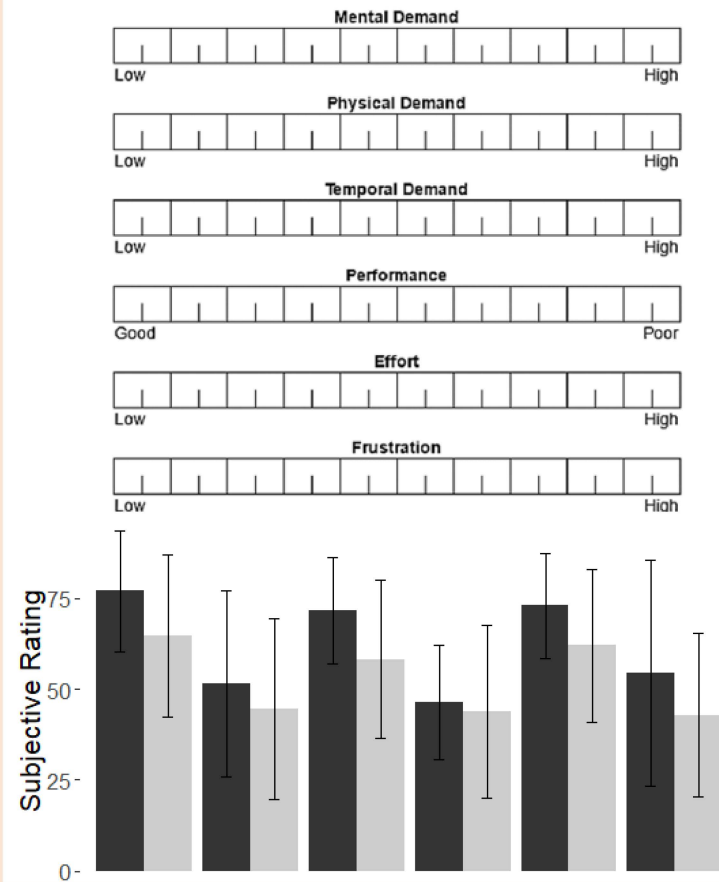 Mental Demand
Low High
Physical Demand
Low High
Temporal Demand
Low High
Performance
Good Poor
Effort
Low High
Frustration
Low High
Subjective Rating
75
50
25
0